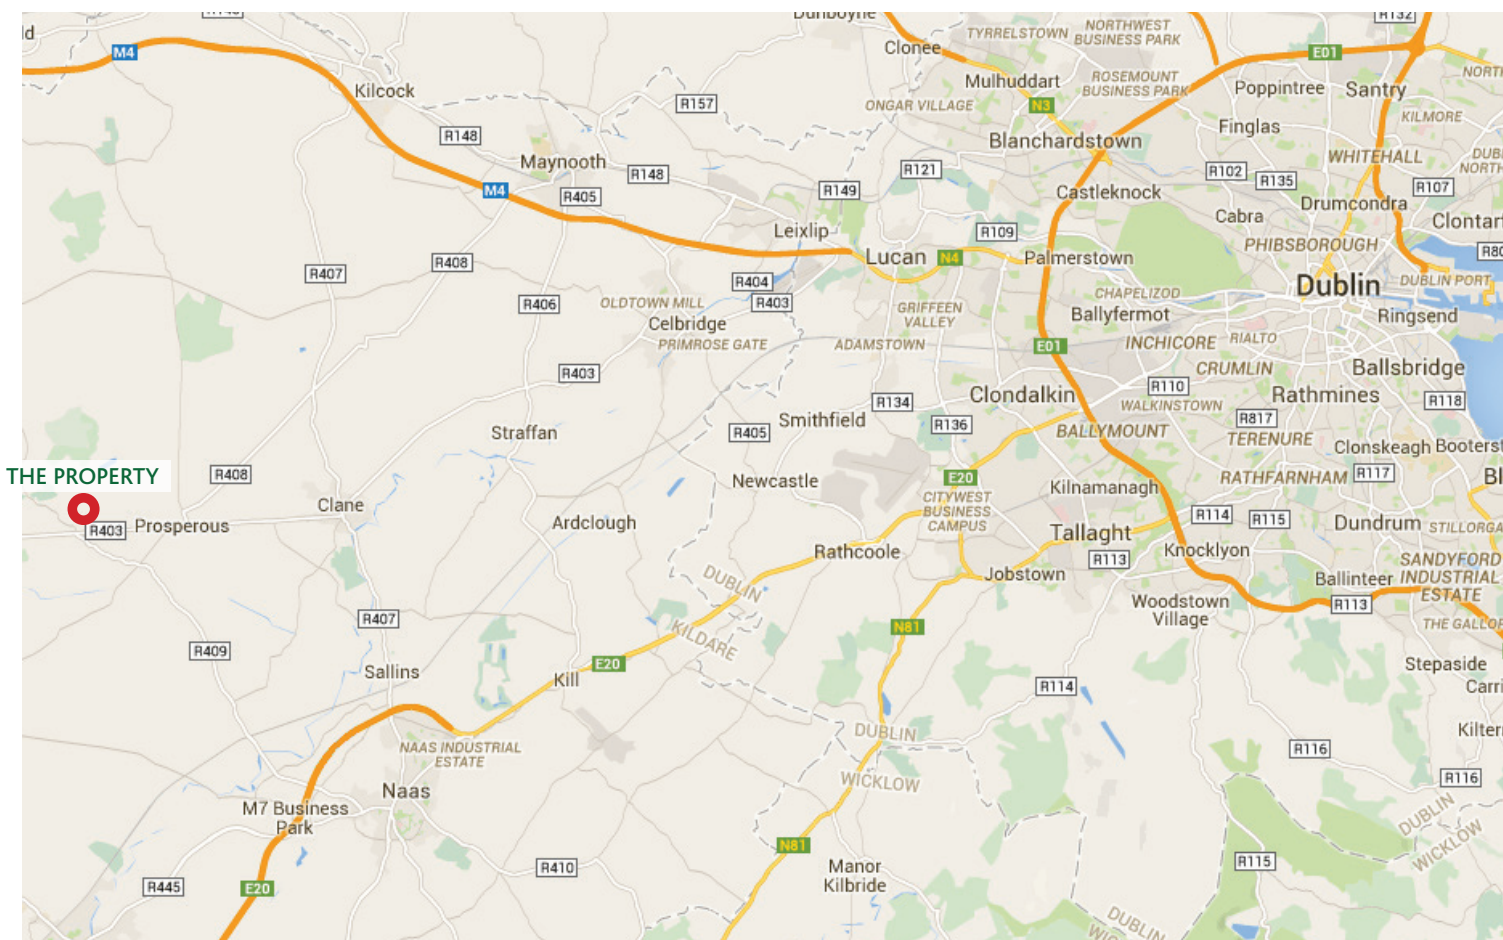 Dunboyne
R132
M4
Clonee
TYRRELSTOWN
NORTHWEST
BUSINESS PARK
E01
Kilcock
Mulhuddart
ROSEMOUNT
BUSINESS PARK
Poppintree
Santry
R157
ONGAR VILLAGE
N3
KILMORE
R148
Blanchardstown
Finglas
Maynooth
R148
R121
WHITEHALL
M4
R405
R149
Castleknock
R102
R135
R107
Drumcondra
Cabra
Leixlip
R109
PHIBSBOROUGH
R407
R408
Lucan
N4
Palmerstown
R404
R403
R406
OLDTOWN MILL
Celbridge
PRIMROSE GATE
GRIFFEEN
VALLEY
ADAMSTOWN
CHAPELIZOD
Ballyfermot
Dublin
DUBLIN PORT
Ringsend
E01
INCHICORE
RIALTO
R403
CRUMLIN
Ballsbridge
R110
Clondalkin
WALKINSTOWN
Rathmines
R118
R134
R136
Smithfield
R405
Straffan
BALLYMOUNT
R817
TERENURE
Clonskeagh
R408
THE PROPERTY
Newcastle
E20
CITYWEST
BUSINESS
CAMPUS
Kilnamanagh
RATHFARNHAM
R117
Clane
R403
Prosperous
Ardclough
R114
R115
Dundrum
Tallaght
Rathcoole
R113
Knocklyon
SANDYFORD
INDUSTRIAL
ESTATE
Jobstown
Ballinteer
DUBLIN
KILDARE
Woodstown
Village
R113
R407
N81
R409
Sallins
Kill
E20
Stepaside
R114
NAAS INDUSTRIAL
ESTATE
DUBLIN
WICKLOW
R116
R116
Naas
M7 Business
Park
DUBLIN
WICKLOW
N81
Manor
Kilbride
R115
R410
R445
E20
DUBLIN